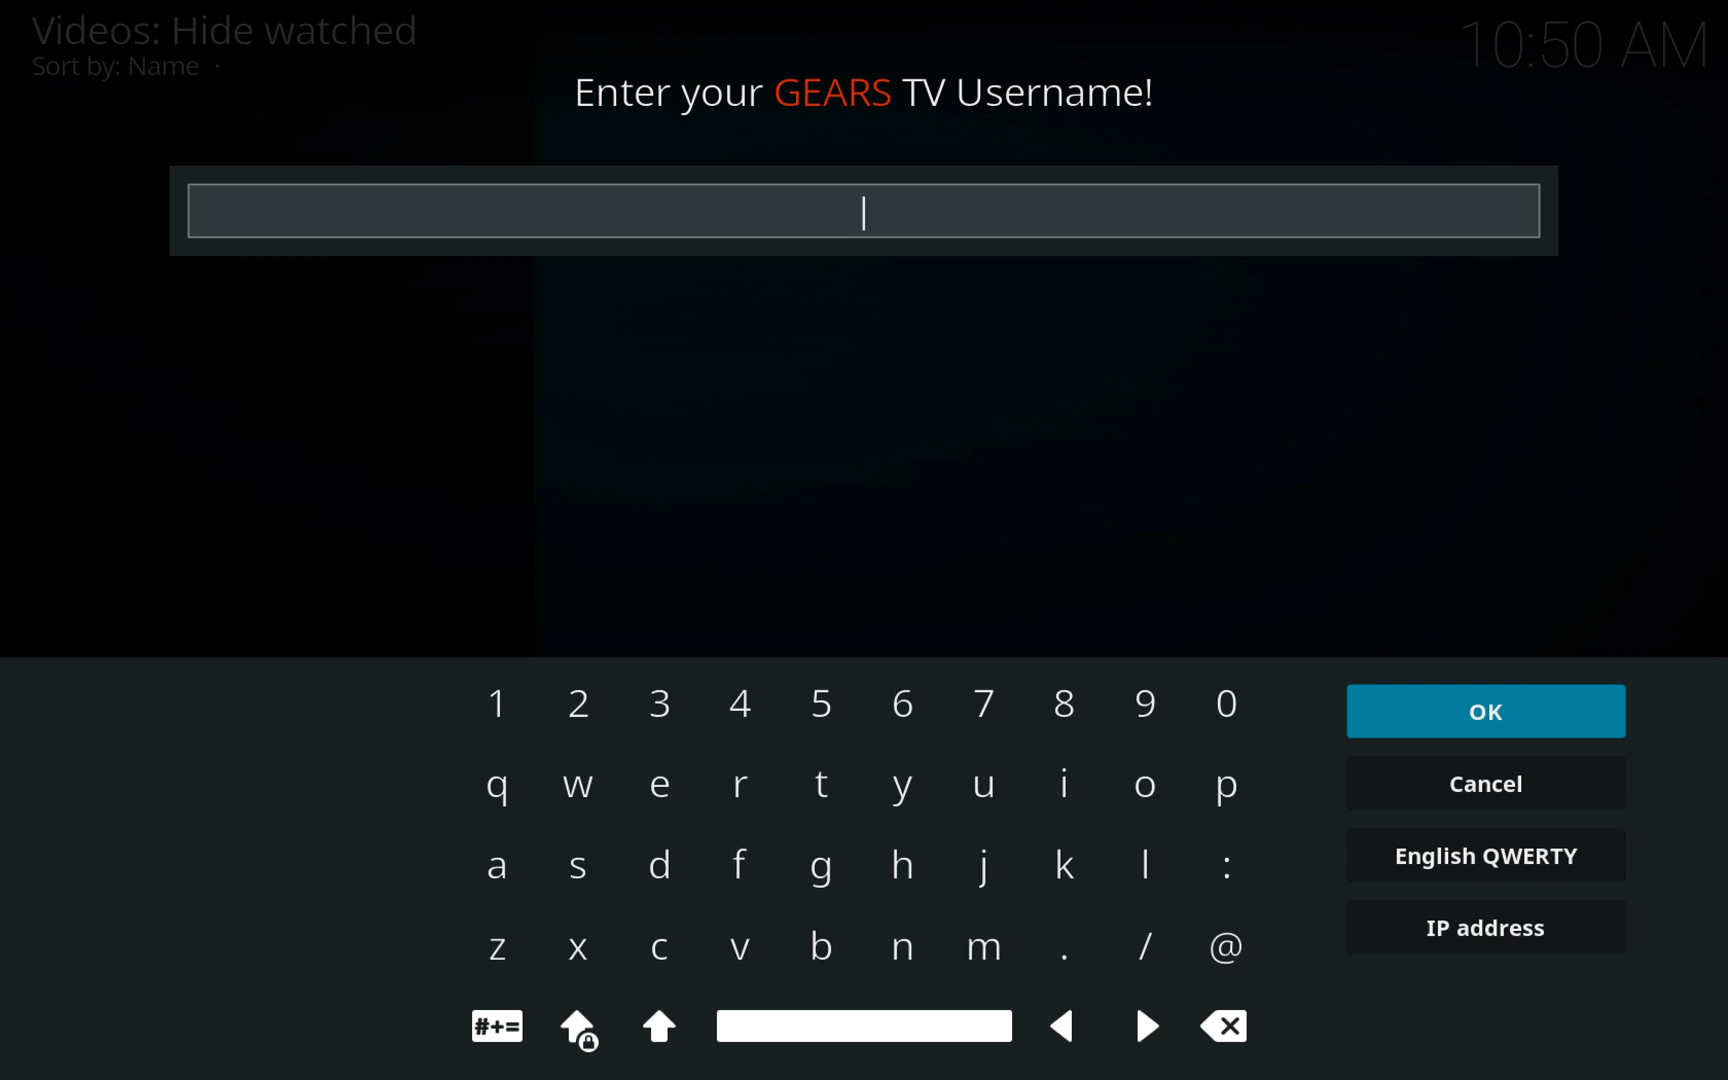 Videos: Hide watched
Sort by: Name ·
10:50 AM
Enter your GEARS TV Username!
1 2 3 4 5 6 7 8 9 0
q w e r t y u i o p
a s d f g h j k l :
z x c v b n m . / @
#+=
OK
Cancel
English QWERTY
IP address